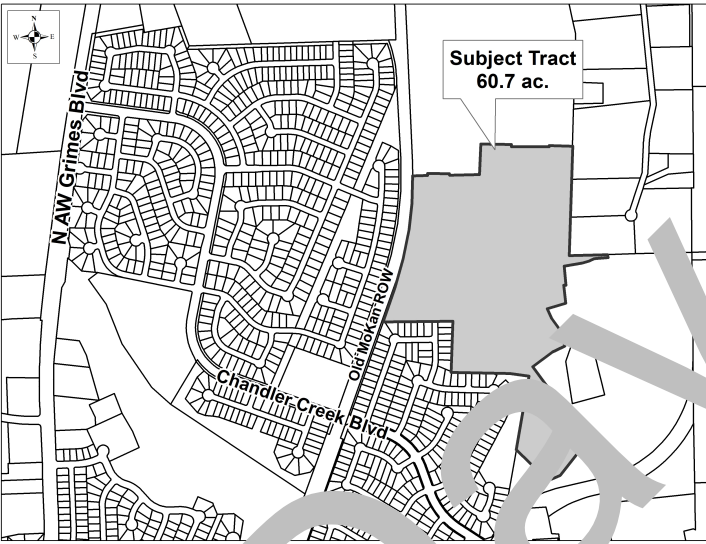 N
W E
S
Subject Tract
60.7 ac.
N AW Grimes Blvd
Old MoKan ROW
Chandler Creek Blvd